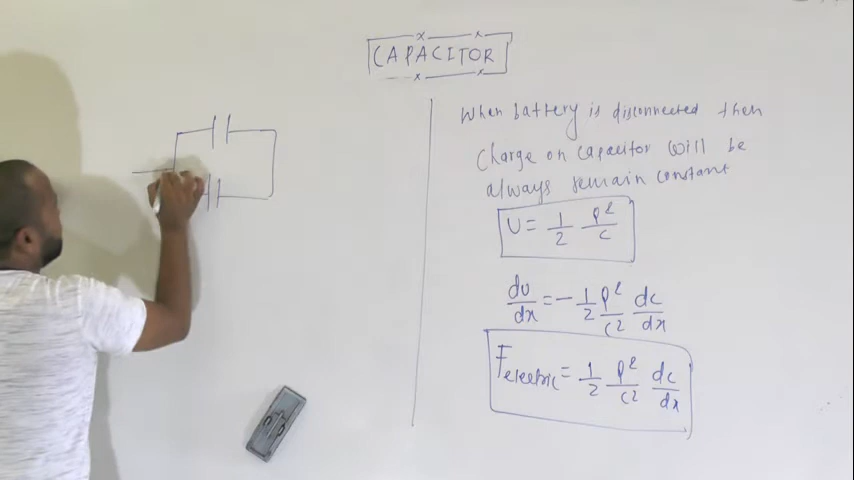 CAPACITOR
When battery is disconnected then
charge on capacitor will be
always remain constant
U = 1/2 q²/c
du/dx = - 1/2 q²/c² dc/dx
Felectric = 1/2 q²/c² dc/dx